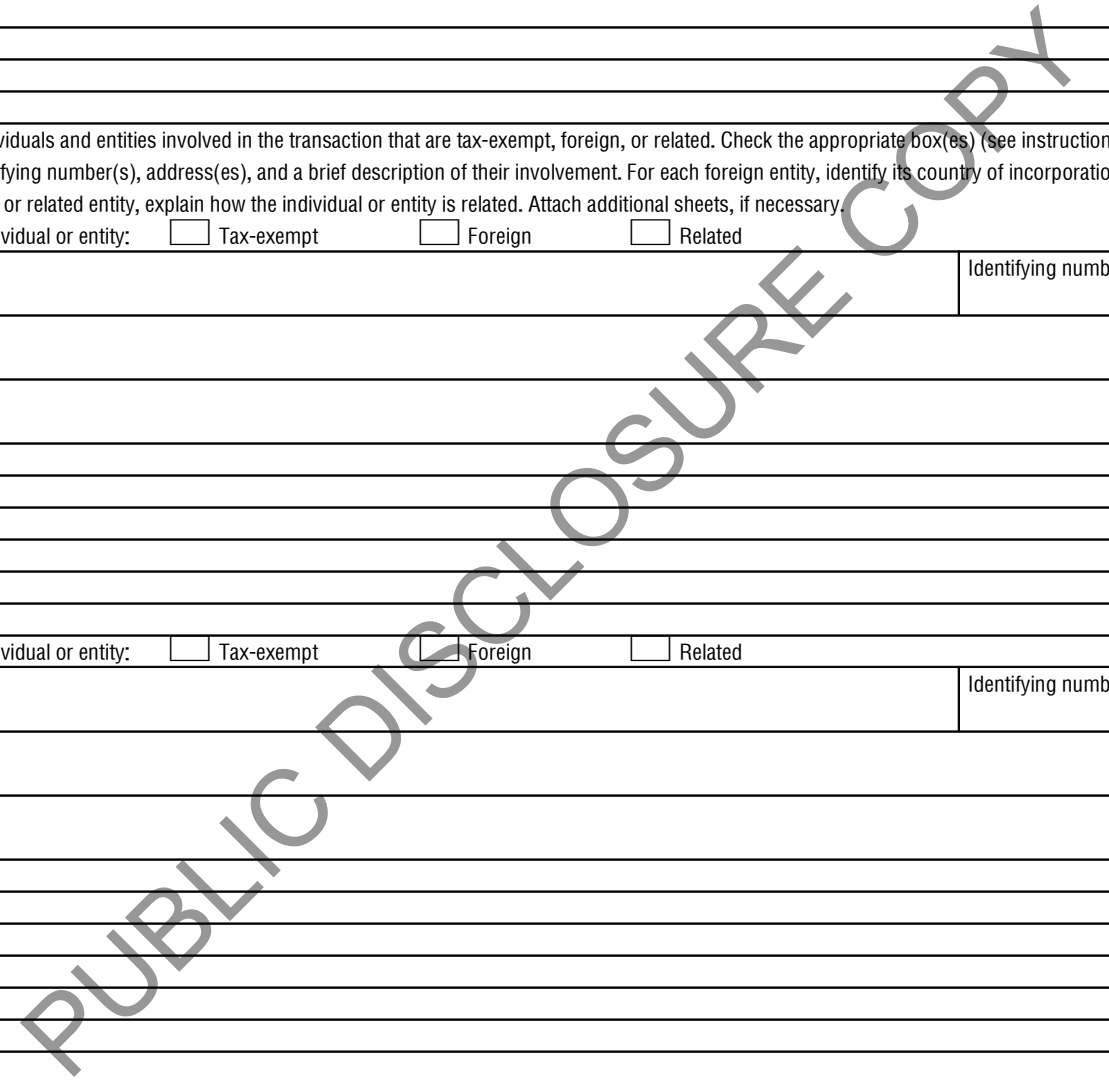 viduals and entities involved in the transaction that are tax-exempt, foreign, or related. Check the appropriate box(es) (see instruction
fying number(s), address(es), and a brief description of their involvement. For each foreign entity, identify its country of incorporatio
or related entity, explain how the individual or entity is related. Attach additional sheets, if necessary.
vidual or entity: Tax-exempt Foreign Related
Identifying numb
vidual or entity: Tax-exempt Foreign Related
Identifying numb
PUBLIC DISCLOSURE COPY